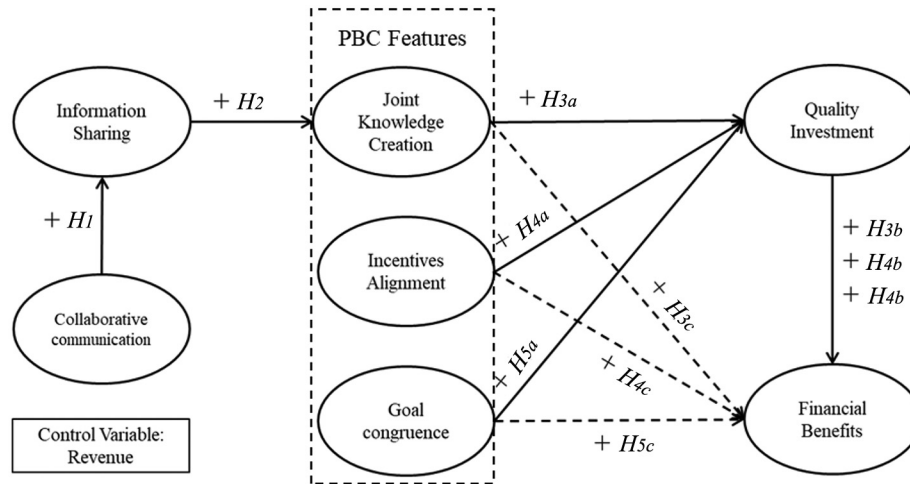 PBC Features
Information
Sharing
+ H2
Joint
Knowledge
Creation
+ H3a
Quality
Investment
+ H1
+ H4a
+ H3b
+ H4b
+ H4b
Incentives
Alignment
Collaborative
communication
+ H3c
+ H5a
+ H4c
Goal
congruence
+ H5c
Financial
Benefits
Control Variable:
Revenue